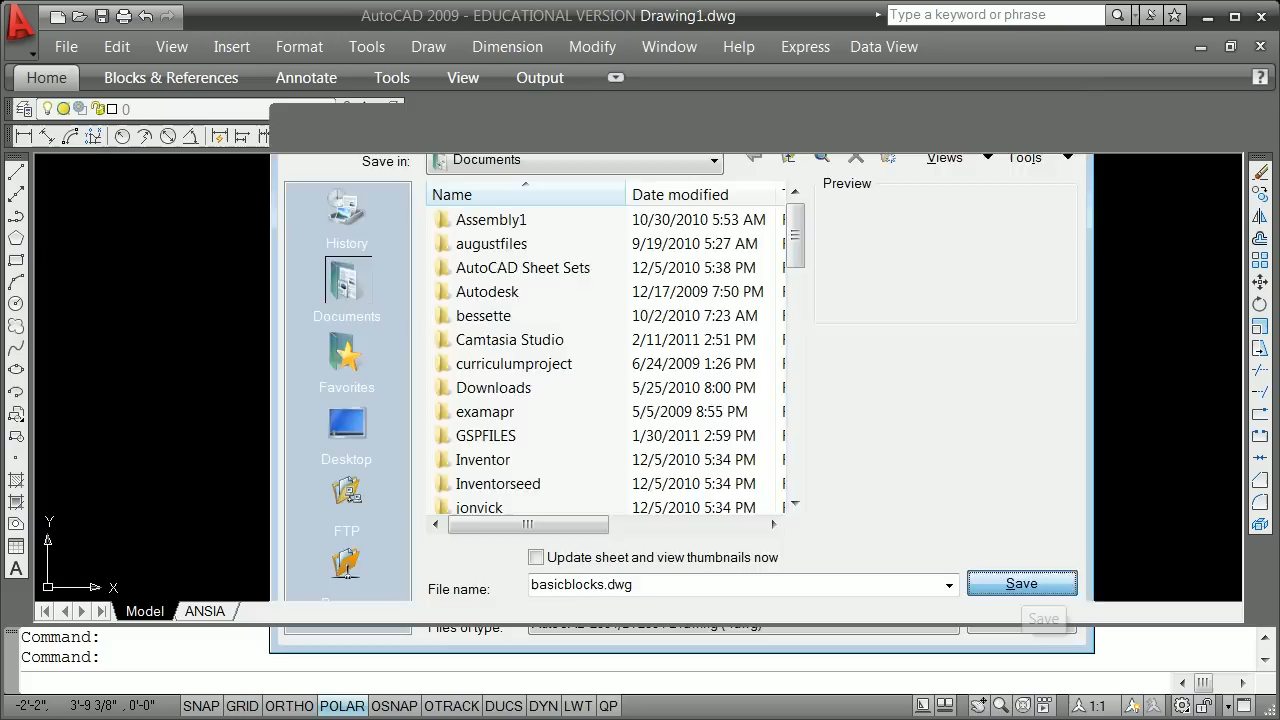 AutoCAD 2009 - EDUCATIONAL VERSION Drawing1.dwg
Type a keyword or phrase
File Edit View Insert Format Tools Draw Dimension Modify Window Help Express Data View
Home Blocks & References Annotate Tools View Output
0
Save in: Documents Views Tools
Name Date modified
Preview
Assembly1 10/30/2010 5:53 AM
augustfiles 9/19/2010 5:27 AM
AutoCAD Sheet Sets 12/5/2010 5:38 PM
Autodesk 12/17/2009 7:50 PM
bessette 10/2/2010 7:23 AM
Camtasia Studio 2/11/2011 2:51 PM
curriculumproject 6/24/2009 1:26 PM
Downloads 5/25/2010 8:00 PM
examapr 5/5/2009 8:55 PM
GSPFILES 1/30/2011 2:59 PM
Inventor 12/5/2010 5:34 PM
Inventorseed 12/5/2010 5:34 PM
jonvick 12/5/2010 5:34 PM
History
Documents
Favorites
Desktop
FTP
Update sheet and view thumbnails now
File name: basicblocks.dwg Save
Save
Files of type:
Y
X
A
Model ANSIA
Command:
Command:
-2'-2", 3'-9 3/8", 0'-0" SNAP GRID ORTHO POLAR OSNAP OTRACK DUCS DYN LWT QP 1:1